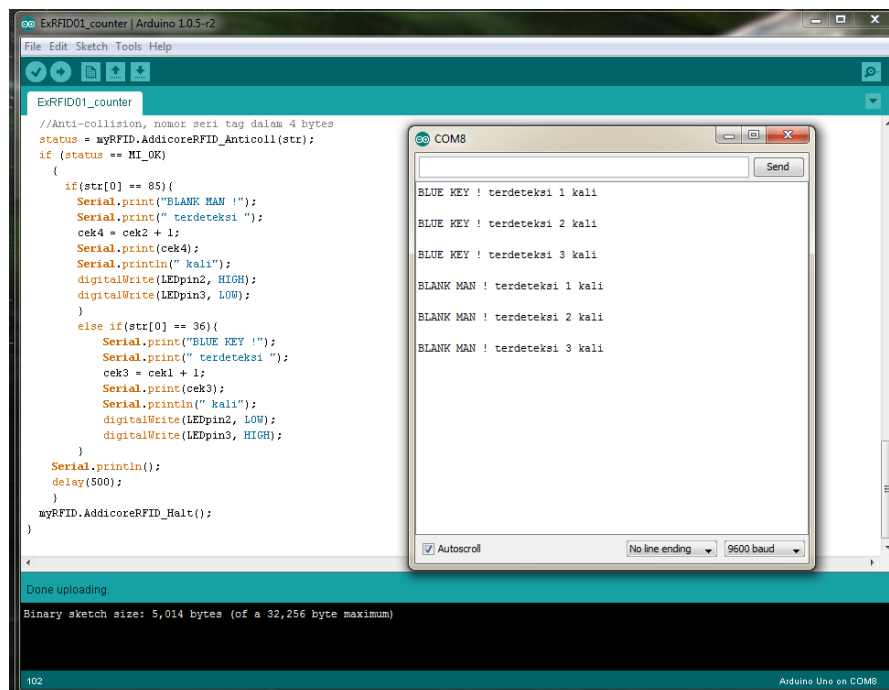 ExRFID01_counter | Arduino 1.0.5-r2
File Edit Sketch Tools Help
ExRFID01_counter
//Anti-collision, nomor seri tag dalam 4 bytes
status = myRFID.AddicoreRFID_Anticoll(str);
if (status == MI_OK)
{
if(str[0] == 85){
Serial.print("BLANK MAN !");
Serial.print(" terdeteksi ");
cek4 = cek2 + 1;
Serial.print(cek4);
Serial.println(" kali");
digitalWrite(LEDpin2, HIGH);
digitalWrite(LEDpin3, LOW);
}
else if(str[0] == 36){
Serial.print("BLUE KEY !");
Serial.print(" terdeteksi ");
cek3 = cek1 + 1;
Serial.print(cek3);
Serial.println(" kali");
digitalWrite(LEDpin2, LOW);
digitalWrite(LEDpin3, HIGH);
}
Serial.println();
delay(500);
}
myRFID.AddicoreRFID_Halt();
}
COM8
Send
BLUE KEY ! terdeteksi 1 kali
BLUE KEY ! terdeteksi 2 kali
BLUE KEY ! terdeteksi 3 kali
BLANK MAN ! terdeteksi 1 kali
BLANK MAN ! terdeteksi 2 kali
BLANK MAN ! terdeteksi 3 kali
Autoscroll
No line ending
9600 baud
Done uploading.
Binary sketch size: 5,014 bytes (of a 32,256 byte maximum)
102
Arduino Uno on COM8